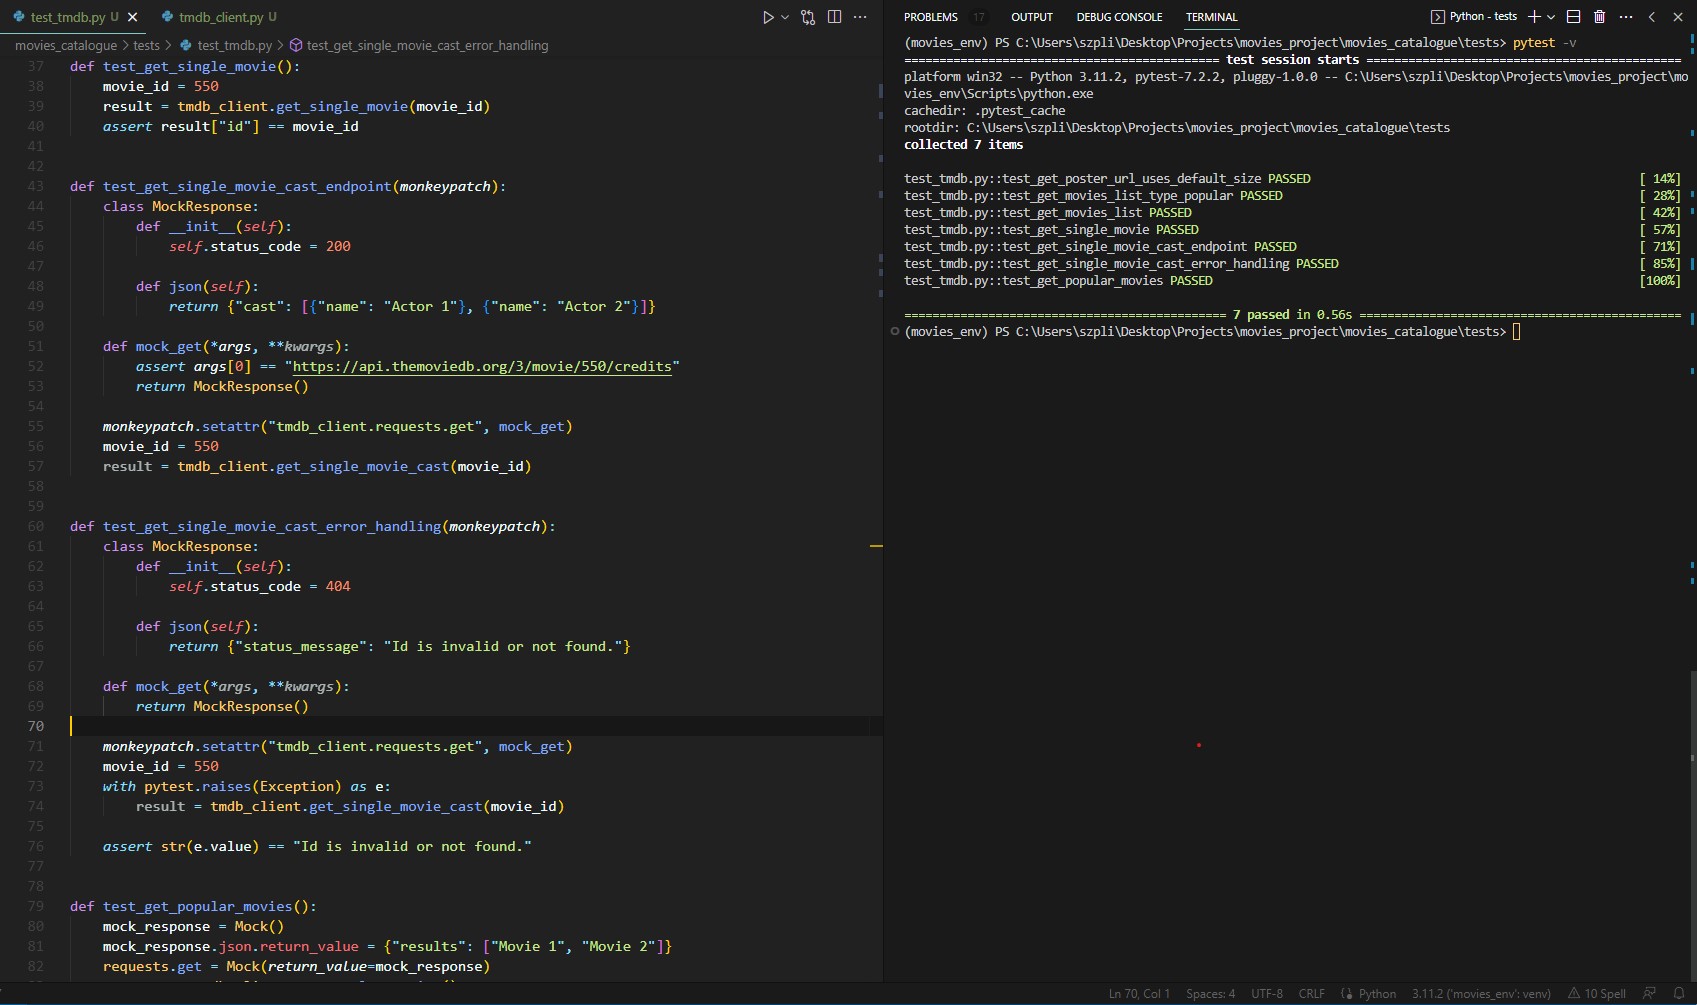 test_tmdb.py U
tmdb_client.py U
movies_catalogue > tests > test_tmdb.py > test_get_single_movie_cast_error_handling
37 def test_get_single_movie():
38     movie_id = 550
39     result = tmdb_client.get_single_movie(movie_id)
40     assert result["id"] == movie_id
41
42
43 def test_get_single_movie_cast_endpoint(monkeypatch):
44     class MockResponse:
45         def __init__(self):
46             self.status_code = 200
47
48         def json(self):
49             return {"cast": [{"name": "Actor 1"}, {"name": "Actor 2"}]}
50
51     def mock_get(*args, **kwargs):
52         assert args[0] == "https://api.themoviedb.org/3/movie/550/credits"
53         return MockResponse()
54
55     monkeypatch.setattr("tmdb_client.requests.get", mock_get)
56     movie_id = 550
57     result = tmdb_client.get_single_movie_cast(movie_id)
58
59
60 def test_get_single_movie_cast_error_handling(monkeypatch):
61     class MockResponse:
62         def __init__(self):
63             self.status_code = 404
64
65         def json(self):
66             return {"status_message": "Id is invalid or not found."}
67
68     def mock_get(*args, **kwargs):
69         return MockResponse()
70
71     monkeypatch.setattr("tmdb_client.requests.get", mock_get)
72     movie_id = 550
73     with pytest.raises(Exception) as e:
74         result = tmdb_client.get_single_movie_cast(movie_id)
75
76     assert str(e.value) == "Id is invalid or not found."
77
78
79 def test_get_popular_movies():
80     mock_response = Mock()
81     mock_response.json.return_value = {"results": ["Movie 1", "Movie 2"]}
82     requests.get = Mock(return_value=mock_response)
PROBLEMS 17 OUTPUT DEBUG CONSOLE TERMINAL Python - tests
(movies_env) PS C:\Users\szpli\Desktop\Projects\movies_project\movies_catalogue\tests> pytest -v
============================================= test session starts =============================================
platform win32 -- Python 3.11.2, pytest-7.2.2, pluggy-1.0.0 -- C:\Users\szpli\Desktop\Projects\movies_project\mo
vies_env\Scripts\python.exe
cachedir: .pytest_cache
rootdir: C:\Users\szpli\Desktop\Projects\movies_project\movies_catalogue\tests
collected 7 items
test_tmdb.py::test_get_poster_url_uses_default_size PASSED [ 14%]
test_tmdb.py::test_get_movies_list_type_popular PASSED [ 28%]
test_tmdb.py::test_get_movies_list PASSED [ 42%]
test_tmdb.py::test_get_single_movie PASSED [ 57%]
test_tmdb.py::test_get_single_movie_cast_endpoint PASSED [ 71%]
test_tmdb.py::test_get_single_movie_cast_error_handling PASSED [ 85%]
test_tmdb.py::test_get_popular_movies PASSED [100%]
============================================== 7 passed in 0.56s ==============================================
(movies_env) PS C:\Users\szpli\Desktop\Projects\movies_project\movies_catalogue\tests>
Ln 70, Col 1 Spaces: 4 UTF-8 CRLF Python 3.11.2 ('movies_env': venv) 10 Spell